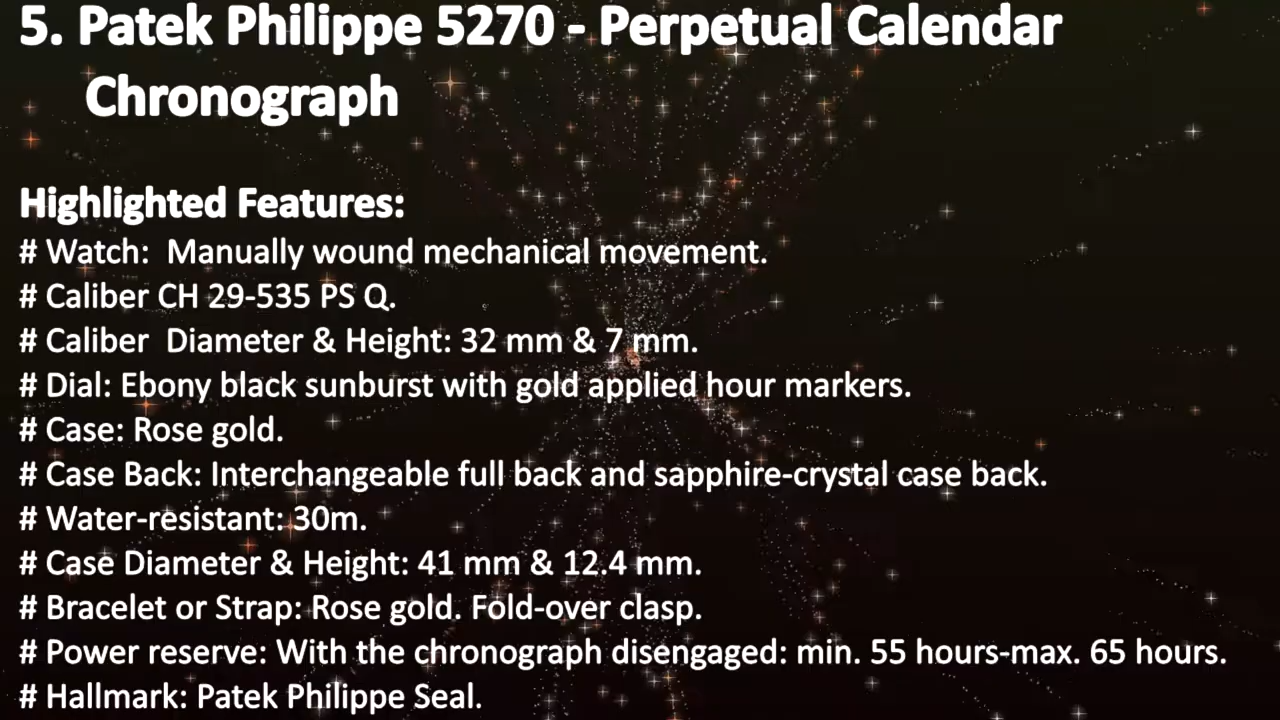 5. Patek Philippe 5270 - Perpetual Calendar
Chronograph
Highlighted Features:
# Watch: Manually wound mechanical movement.
# Caliber CH 29-535 PS Q.
# Caliber Diameter & Height: 32 mm & 7 mm.
# Dial: Ebony black sunburst with gold applied hour markers.
# Case: Rose gold.
# Case Back: Interchangeable full back and sapphire-crystal case back.
# Water-resistant: 30m.
# Case Diameter & Height: 41 mm & 12.4 mm.
# Bracelet or Strap: Rose gold. Fold-over clasp.
# Power reserve: With the chronograph disengaged: min. 55 hours-max. 65 hours.
# Hallmark: Patek Philippe Seal.